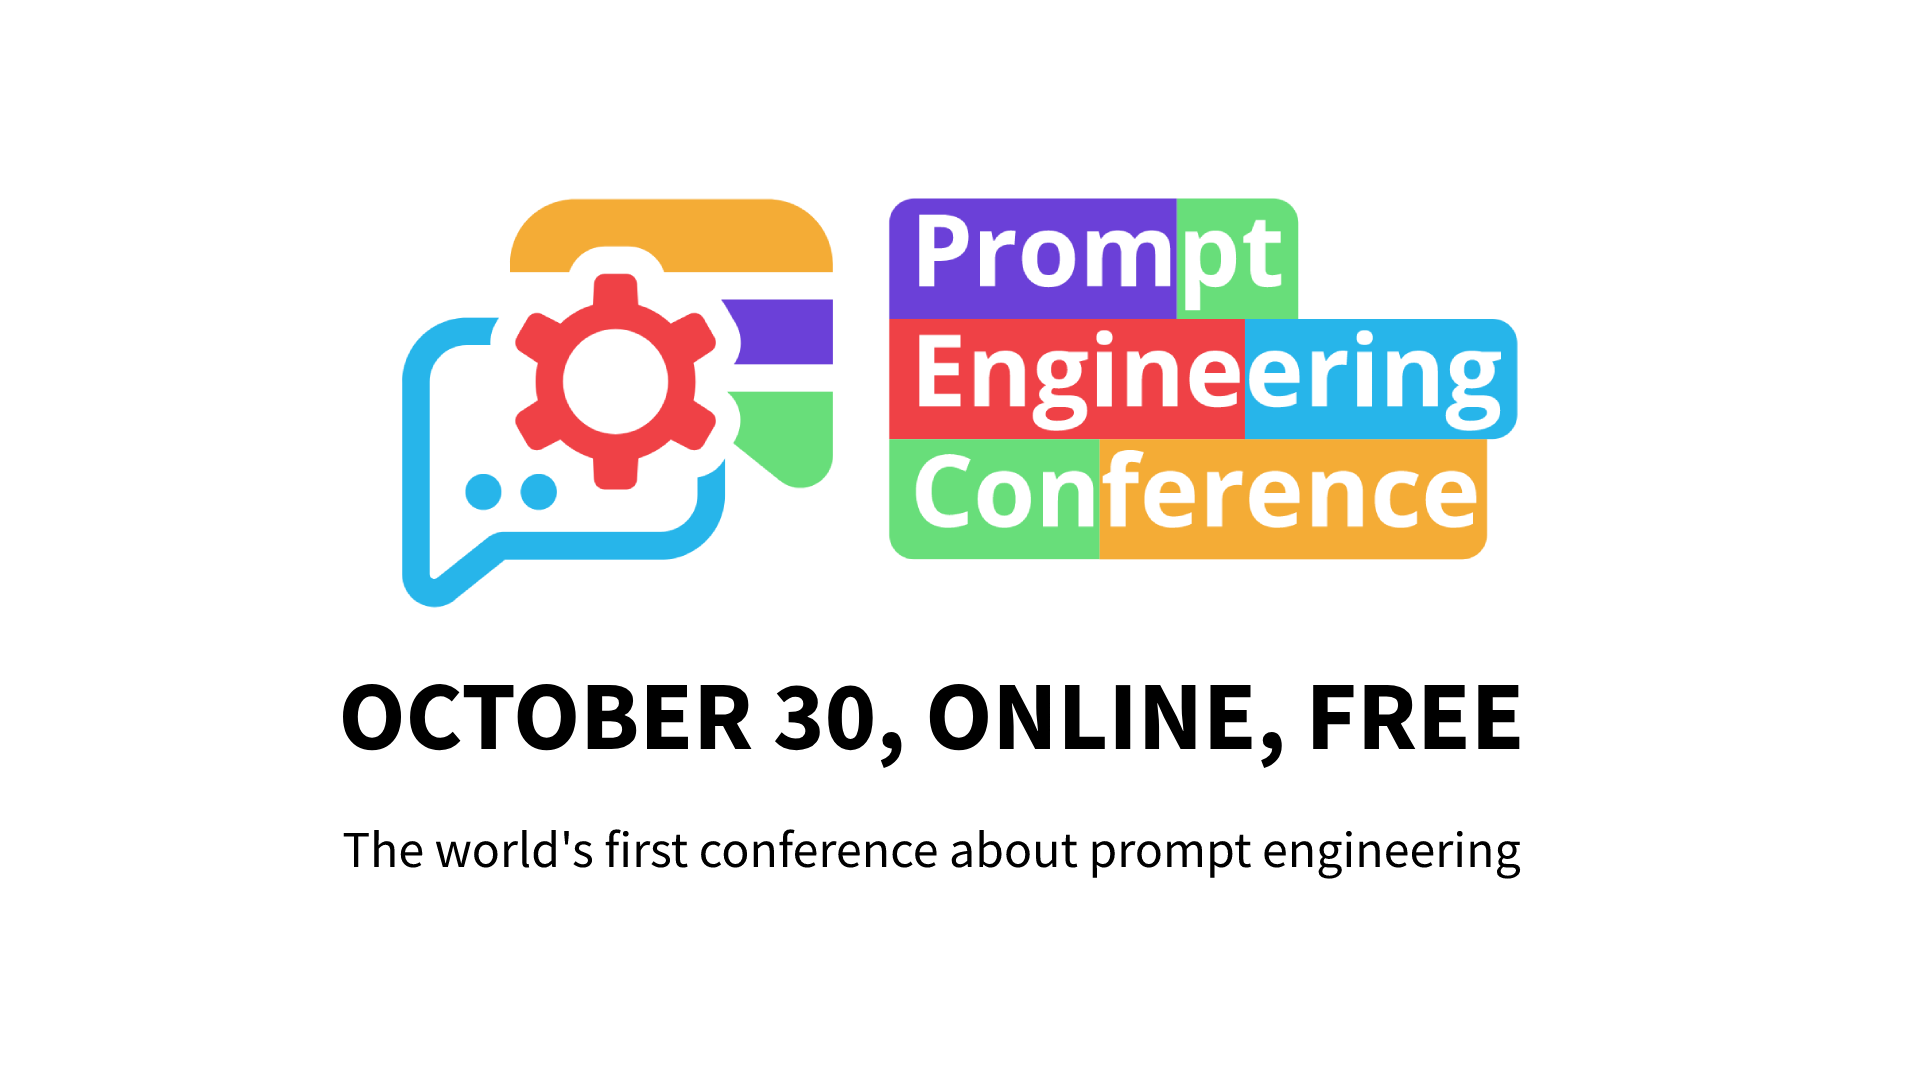 Prompt
Engineering
Conference
OCTOBER 30, ONLINE, FREE
The world's first conference about prompt engineering